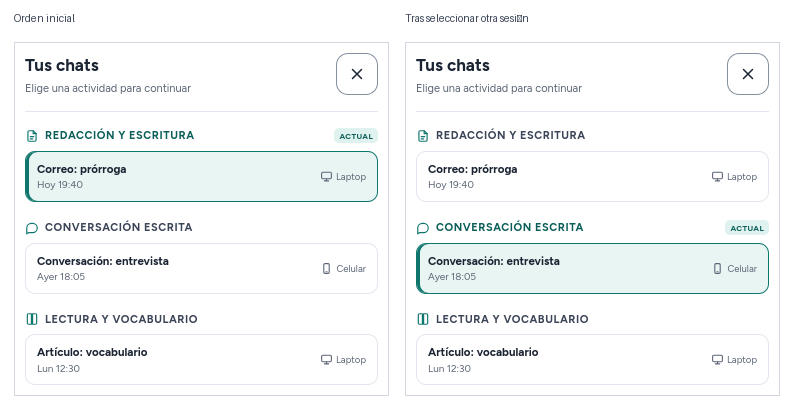 Orden inicial
Tus chats
Elige una actividad para continuar
REDACCIÓN Y ESCRITURA
ACTUAL
Correo: prórroga
Hoy 19:40
Laptop
CONVERSACIÓN ESCRITA
Conversación: entrevista
Ayer 18:05
Celular
LECTURA Y VOCABULARIO
Artículo: vocabulario
Lun 12:30
Laptop
Tras seleccionar otra
Tus chats
Elige una actividad para continuar
REDACCIÓN Y ESCRITURA
Correo: prórroga
Hoy 19:40
Laptop
CONVERSACIÓN ESCRITA
ACTUAL
Conversación: entrevista
Ayer 18:05
Celular
LECTURA Y VOCABULARIO
Artículo: vocabulario
Lun 12:30
Laptop